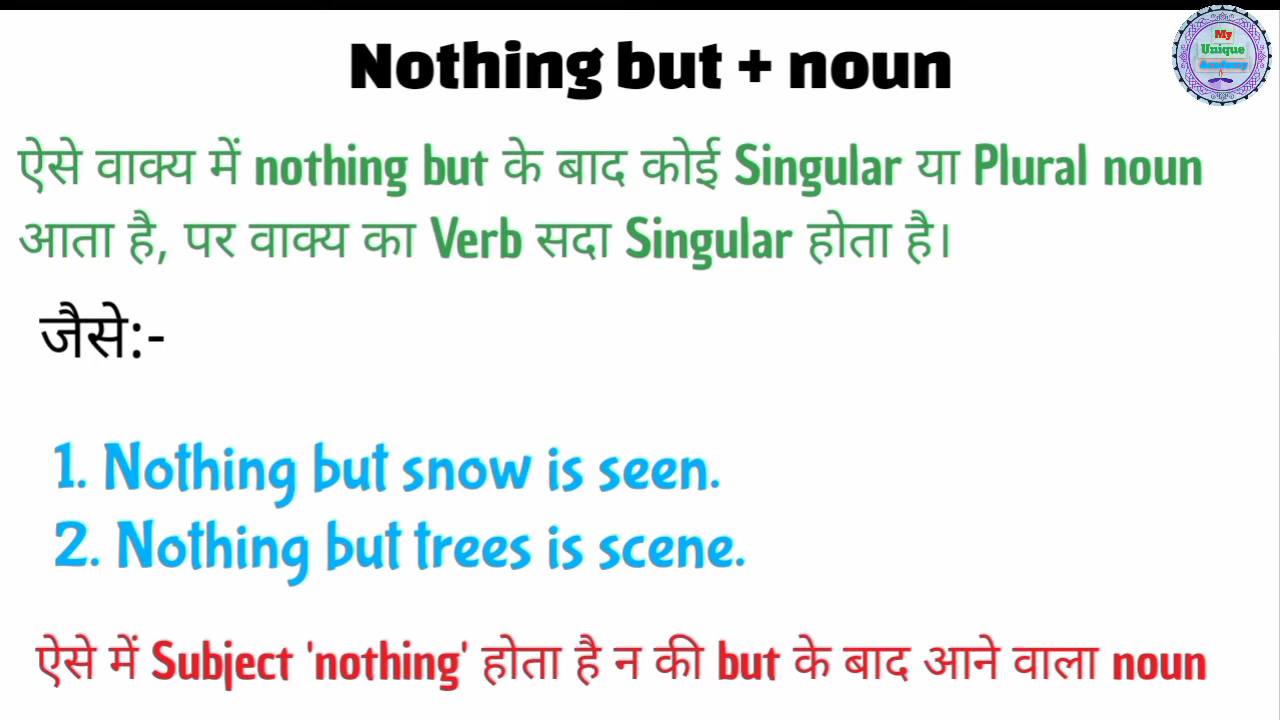 Nothing but + noun
My
Unique
Academy
ऐसे वाक्य में nothing but के बाद कोई Singular या Plural noun
आता है, पर वाक्य का Verb सदा Singular होता है।
जैसे:-
1. Nothing but snow is seen.
2. Nothing but trees is scene.
ऐसे में Subject 'nothing' होता है न की but के बाद आने वाला noun